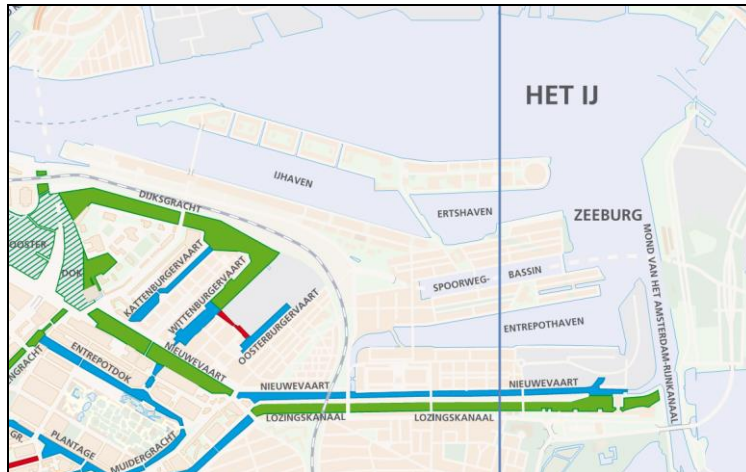 HET IJ
IJHAVEN
DIJKSGRACHT
ERTSHAVEN
ZEEBURG
OOSTER
DOK
KATTENBURGERVAART
WITTENBURGERVAART
OOSTERBURGERVAART
SPOORWEG-
BASSIN
MOND VAN HET AMSTERDAM-RIJNKANAAL
ENTREPOTHAVEN
NIEUWEVAART
ENTREPOTDOK
NIEUWEVAART
NIEUWEVAART
LOZINGSKANAAL
LOZINGSKANAAL
GR.
PLANTAGE
MUIDERGRACHT